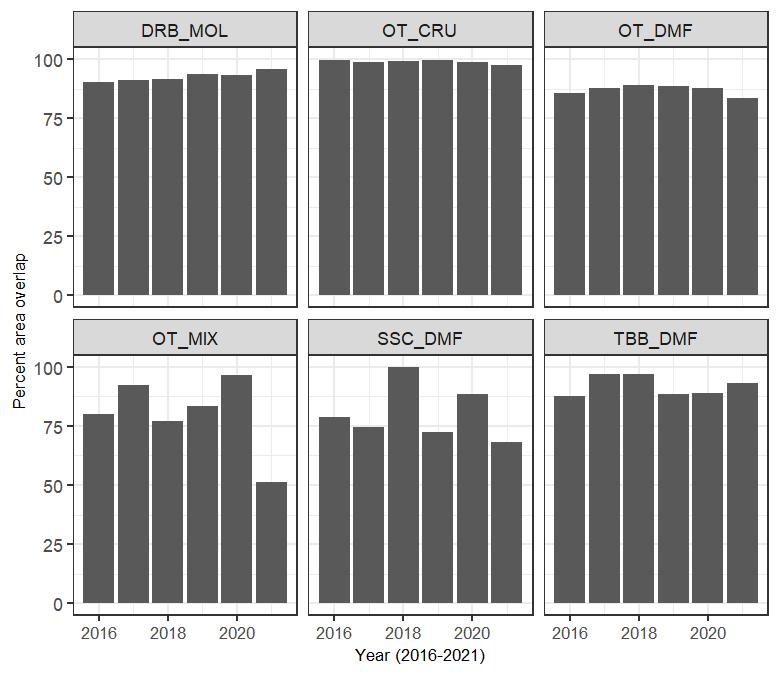 DRB_MOL OT_CRU OT_DMF
100
75
50
25
0
OT_MIX SSC_DMF TBB_DMF
100
75
50
25
0
Percent area overlap
2016 2018 2020 2016 2018 2020 2016 2018 2020
Year (2016-2021)